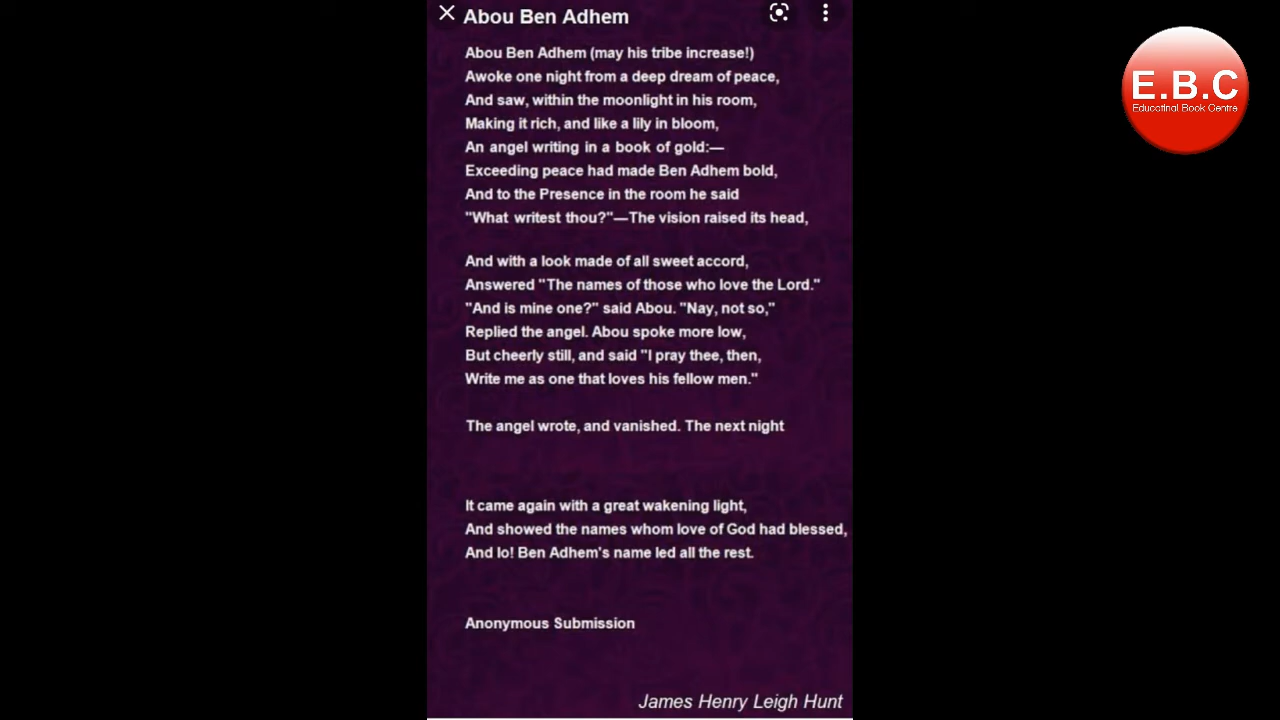 Abou Ben Adhem
Abou Ben Adhem (may his tribe increase!)
Awoke one night from a deep dream of peace,
And saw, within the moonlight in his room,
Making it rich, and like a lily in bloom,
An angel writing in a book of gold:—
Exceeding peace had made Ben Adhem bold,
And to the Presence in the room he said
"What writest thou?"—The vision raised its head,
And with a look made of all sweet accord,
Answered "The names of those who love the Lord."
"And is mine one?" said Abou. "Nay, not so,"
Replied the angel. Abou spoke more low,
But cheerly still, and said "I pray thee, then,
Write me as one that loves his fellow men."
The angel wrote, and vanished. The next night
It came again with a great wakening light,
And showed the names whom love of God had blessed,
And lo! Ben Adhem's name led all the rest.
Anonymous Submission
James Henry Leigh Hunt
E.B.C
Educatinal Book Centre